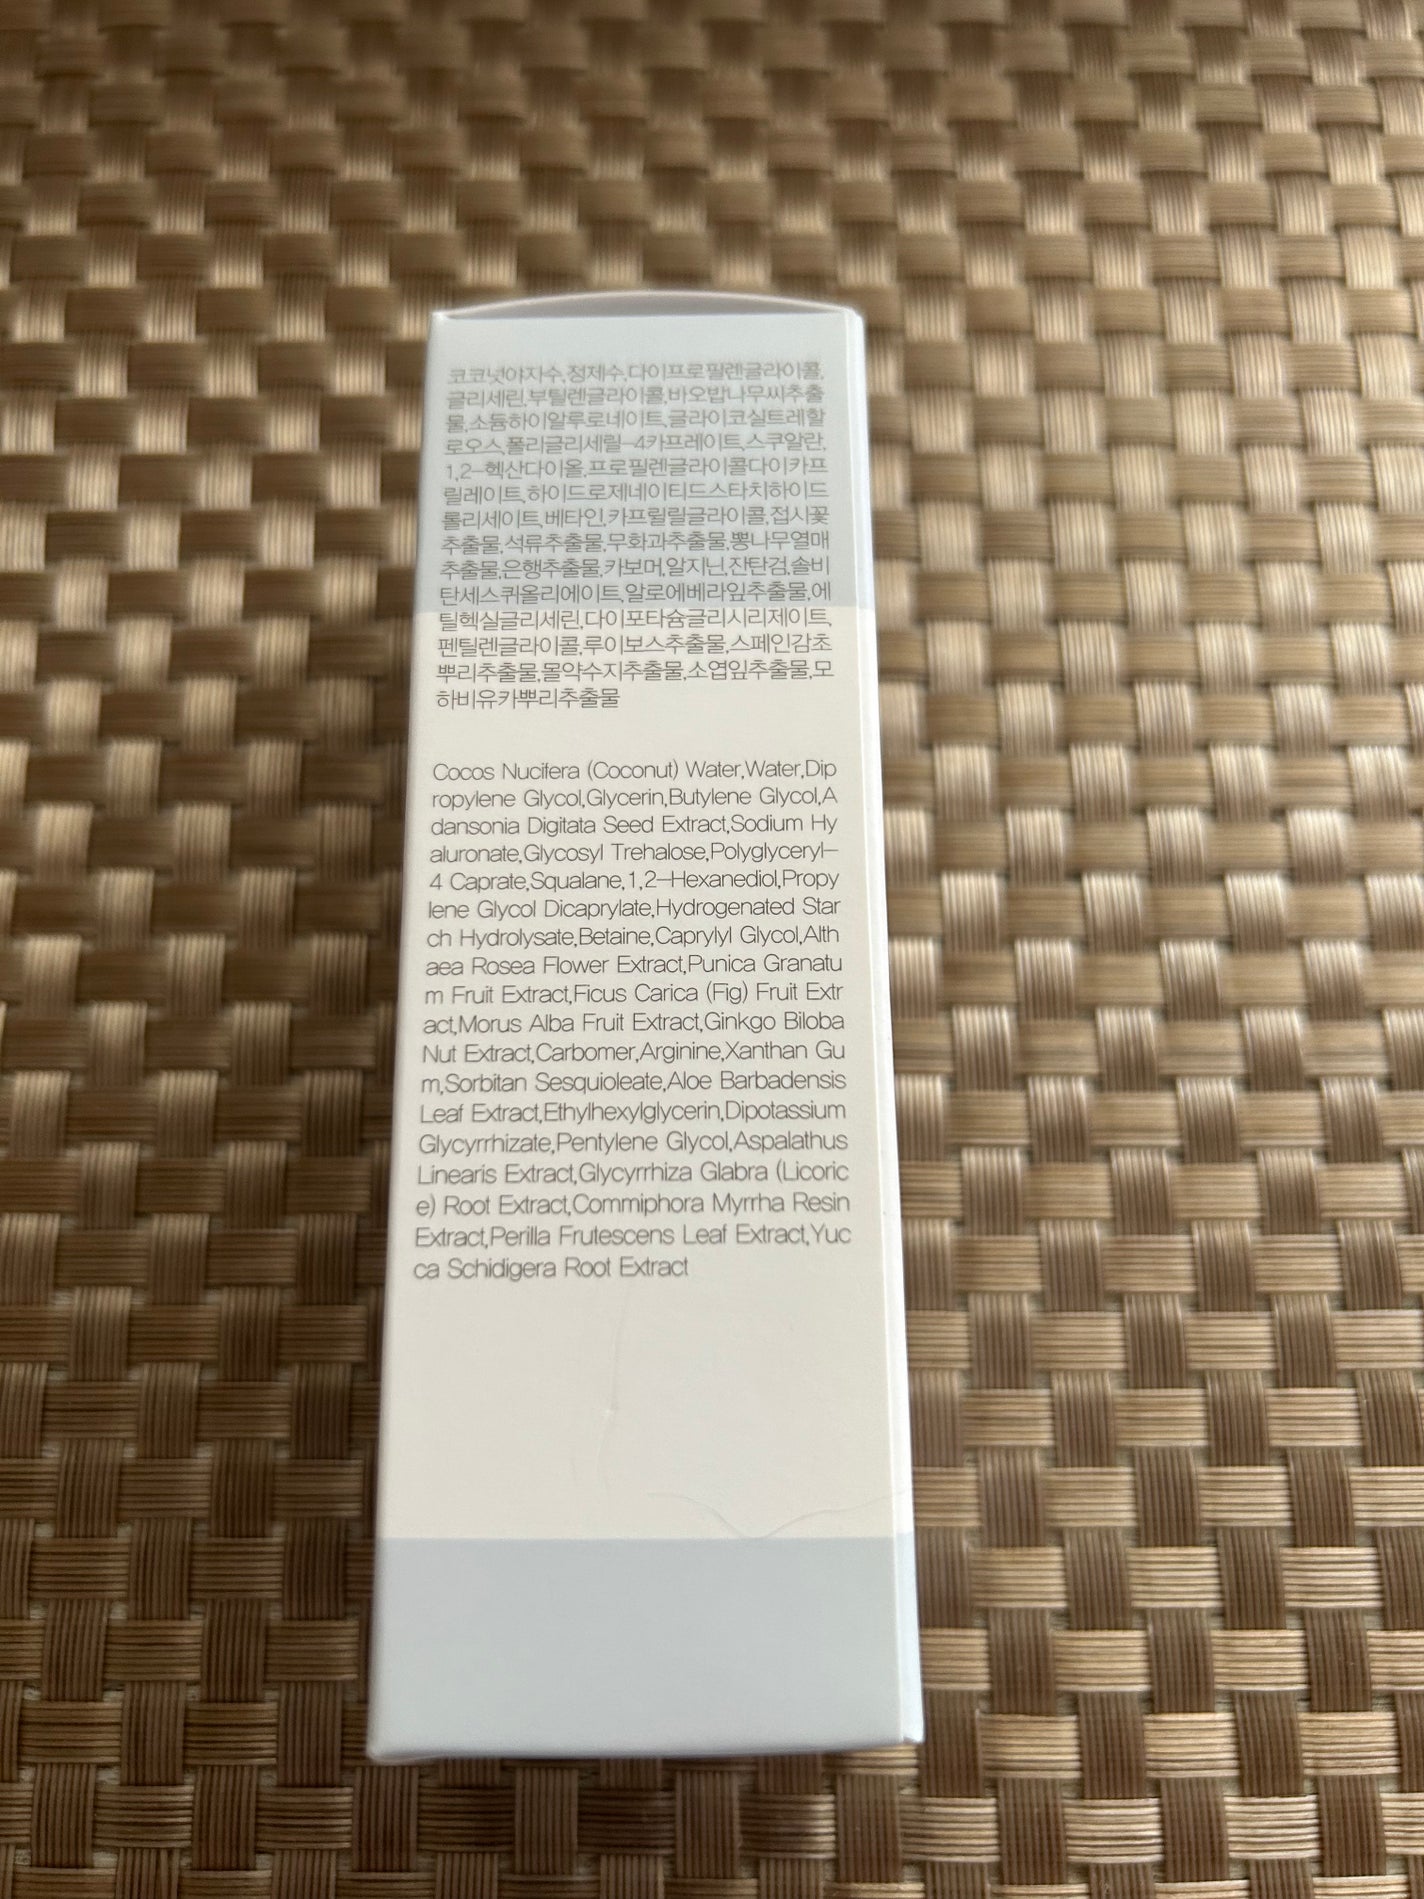 코코넛야자수,정제수,다이프로필렌글라이콜,
글리세린,부틸렌글라이콜,바오밥나무씨추출
물,소듐하이알루로네이트,글라이코실트레할
로오스,폴리글리세릴-4카프레이트,스쿠알란,
1,2-헥산다이올,프로필렌글라이콜다이카프
릴레이트,하이드로제네이티드스타치하이드
롤리세이트,베타인,카프릴릴글라이콜,접시꽃
추출물,석류추출물,무화과추출물,뽕나무열매
추출물,은행추출물,카보머,알지닌,잔탄검,솔비
탄세스퀴올리에이트,알로에베라잎추출물,에
틸헥실글리세린,다이포타슘글리시리제이트,
펜틸렌글라이콜,루이보스추출물,스페인감초
뿌리추출물,몰약수지추출물,소엽잎추출물,모
하비유카뿌리추출물
Cocos Nucifera (Coconut) Water,Water,Dip
ropylene Glycol,Glycerin,Butylene Glycol,A
dansonia Digitata Seed Extract,Sodium Hy
aluronate,Glycosyl Trehalose,Polyglyceryl-
4 Caprate,Squalane,1,2-Hexanediol,Propy
lene Glycol Dicaprylate,Hydrogenated Star
ch Hydrolysate,Betaine,Caprylyl Glycol,Alth
aea Rosea Flower Extract,Punica Granatu
m Fruit Extract,Ficus Carica (Fig) Fruit Extr
act,Morus Alba Fruit Extract,Ginkgo Biloba
Nut Extract,Carbomer,Arginine,Xanthan Gu
m,Sorbitan Sesquioleate,Aloe Barbadensis
Leaf Extract,Ethylhexylglycerin,Dipotassium
Glycyrrhizate,Pentylene Glycol,Aspalathus
Linearis Extract,Glycyrrhiza Glabra (Licoric
e) Root Extract,Commiphora Myrrha Resin
Extract,Perilla Frutescens Leaf Extract,Yuc
ca Schidigera Root Extract